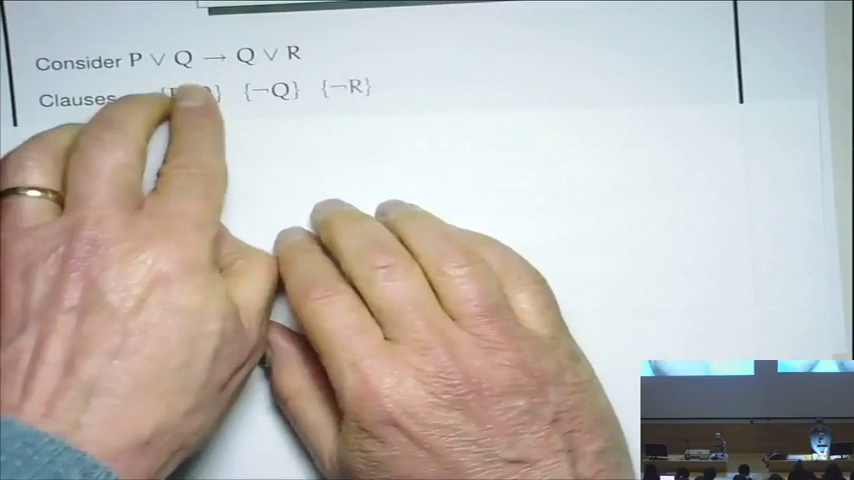 Consider P ∨ Q → Q ∨ R
Clauses {¬Q} {¬R}